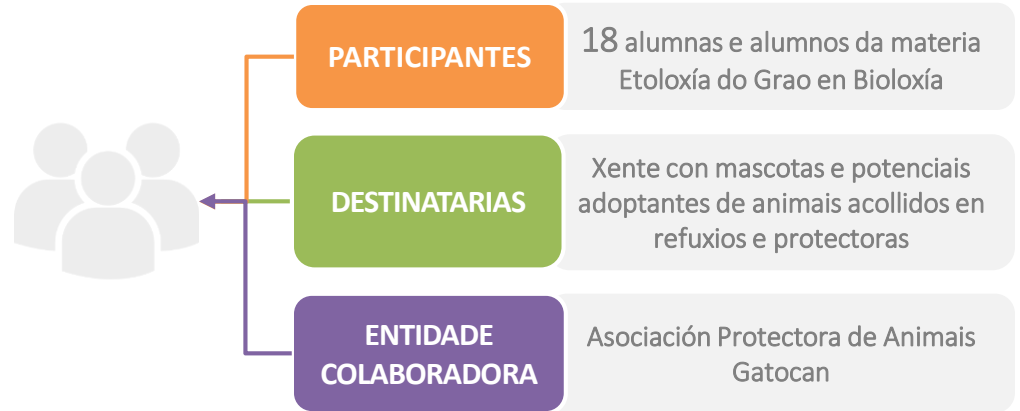 PARTICIPANTES
18 alumnas e alumnos da materia
Etoloxía do Grao en Bioloxía
DESTINATARIAS
Xente con mascotas e potenciais
adoptantes de animais acollidos en
refuxios e protectoras
ENTIDADE
COLABORADORA
Asociación Protectora de Animais
Gatocan